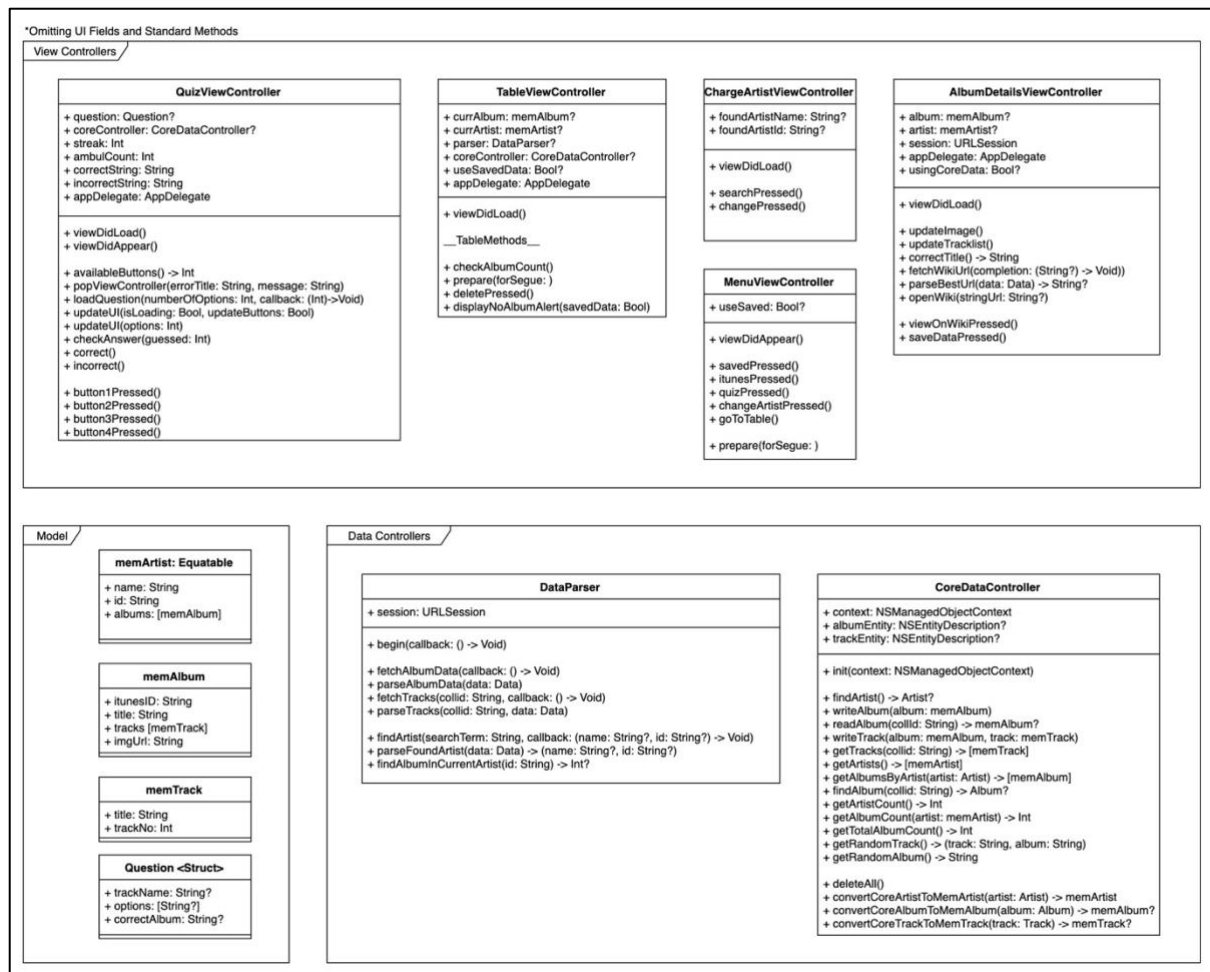 *Omitting UI Fields and Standard Methods
View Controllers
QuizViewController
+ question: Question?
+ coreController: CoreDataController?
+ streak: Int
+ ambulCount: Int
+ correctString: String
+ incorrectString: String
+ appDelegate: AppDelegate
+ viewDidLoad()
+ viewDidAppear()
+ availableButtons() -> Int
+ popViewController(errorTitle: String, message: String)
+ loadQuestion(numberOfOptions: Int, callback: (Int)->Void)
+ updateUI(isLoading: Bool, updateButtons: Bool)
+ updateUI(options: Int)
+ checkAnswer(guessed: Int)
+ correct()
+ incorrect()
+ button1Pressed()
+ button2Pressed()
+ button3Pressed()
+ button4Pressed()
TableViewController
+ currAlbum: memAlbum?
+ currArtist: memArtist?
+ parser: DataParser?
+ coreController: CoreDataController?
+ useSavedData: Bool?
+ appDelegate: AppDelegate
+ viewDidLoad()
__TableMethods__
+ checkAlbumCount()
+ prepare(forSegue: )
+ deletePressed()
+ displayNoAlbumAlert(savedData: Bool)
ChargeArtistViewController
+ foundArtistName: String?
+ foundArtistId: String?
+ viewDidLoad()
+ searchPressed()
+ changePressed()
MenuViewController
+ useSaved: Bool?
+ viewDidAppear()
+ savedPressed()
+ itunesPressed()
+ quizPressed()
+ changeArtistPressed()
+ goToTable()
+ prepare(forSegue: )
AlbumDetailsViewController
+ album: memAlbum?
+ artist: memArtist?
+ session: URLSession
+ appDelegate: AppDelegate
+ usingCoreData: Bool?
+ viewDidLoad()
+ updateImage()
+ updateTracklist()
+ correctTitle() -> String
+ fetchWikiUrl(completion: (String?) -> Void))
+ parseBestUrl(data: Data) -> String?
+ openWiki(stringUrl: String?)
+ viewOnWikiPressed()
+ saveDataPressed()
Model
memArtist: Equatable
+ name: String
+ id: String
+ albums: [memAlbum]
memAlbum
+ itunesID: String
+ title: String
+ tracks [memTrack]
+ imgUrl: String
memTrack
+ title: String
+ trackNo: Int
Question <Struct>
+ trackName: String?
+ options: [String?]
+ correctAlbum: String?
Data Controllers
DataParser
+ session: URLSession
+ begin(callback: () -> Void)
+ fetchAlbumData(callback: () -> Void)
+ parseAlbumData(data: Data)
+ fetchTracks(collid: String, callback: () -> Void)
+ parseTracks(collid: String, data: Data)
+ findArtist(searchTerm: String, callback: (name: String?, id: String?) -> Void)
+ parseFoundArtist(data: Data) -> (name: String?, id: String?)
+ findAlbumInCurrentArtist(id: String) -> Int?
CoreDataController
+ context: NSManagedObjectContext
+ albumEntity: NSEntityDescription?
+ trackEntity: NSEntityDescription?
+ init(context: NSManagedObjectContext)
+ findArtist() -> Artist?
+ writeAlbum(album: memAlbum)
+ readAlbum(collId: String) -> memAlbum?
+ writeTrack(album: memAlbum, track: memTrack)
+ getTracks(collid: String) -> [memTrack]
+ getArtists() -> [memArtist]
+ getAlbumsByArtist(artist: Artist) -> [memAlbum]
+ findAlbum(collid: String) -> Album?
+ getArtistCount() -> Int
+ getAlbumCount(artist: memArtist) -> Int
+ getTotalAlbumCount() -> Int
+ getRandomTrack() -> (track: String, album: String)
+ getRandomAlbum() -> String
+ deleteAll()
+ convertCoreArtistToMemArtist(artist: Artist) -> memArtist
+ convertCoreAlbumToMemAlbum(album: Album) -> memAlbum?
+ convertCoreTrackToMemTrack(track: Track) -> memTrack?